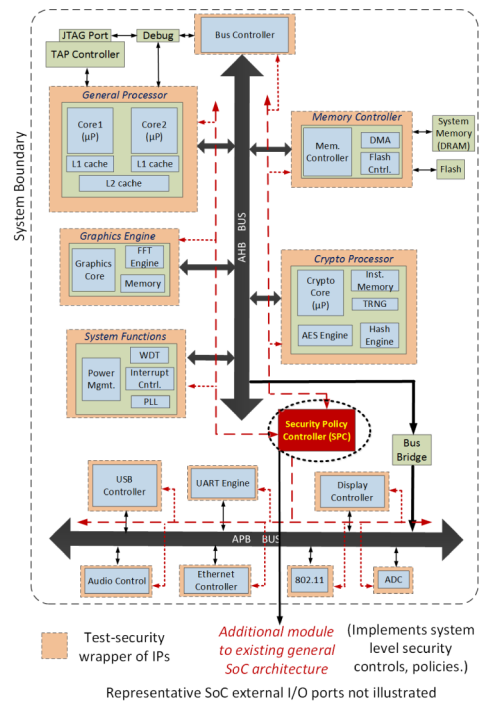 JTAG Port
Debug
TAP Controller
Bus Controller
System Boundary
General Processor
Core1
(µP)
Core2
(µP)
L1 cache
L1 cache
L2 cache
Memory Controller
Mem.
Controller
DMA
Flash
Cntrl.
System
Memory
(DRAM)
Flash
AHB BUS
Graphics Engine
Graphics
Core
FFT
Engine
Memory
Crypto Processor
Crypto
Core
(µP)
Inst.
Memory
TRNG
AES Engine
Hash
Engine
System Functions
Power
Mgmt.
WDT
Interrupt
Cntrl.
PLL
Security Policy
Controller (SPC)
Bus
Bridge
USB
Controller
UART Engine
Display
Controller
APB BUS
Audio Control
Ethernet
Controller
802.11
ADC
Test-security
wrapper of IPs
Additional module
to existing general
SoC architecture
(Implements system
level security
controls, policies.)
Representative SoC external I/O ports not illustrated